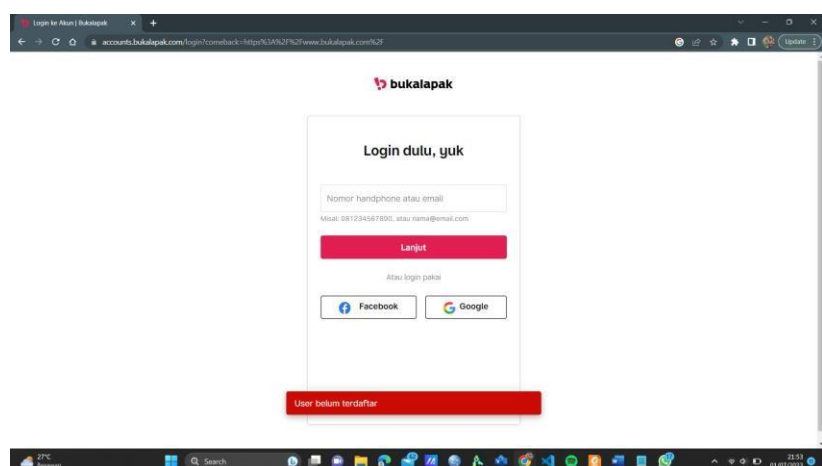 Login ke Akun | Bukalapak
accounts.bukalapak.com/login?comeback=https%3A%2F%2Fwww.bukalapak.com%2F
Update
bukalapak
Login dulu, yuk
Nomor handphone atau email
Misal: 081234567890, atau nama@email.com
Lanjut
Atau login pakai
Facebook
Google
User belum terdaftar
27°C
Search
21:53